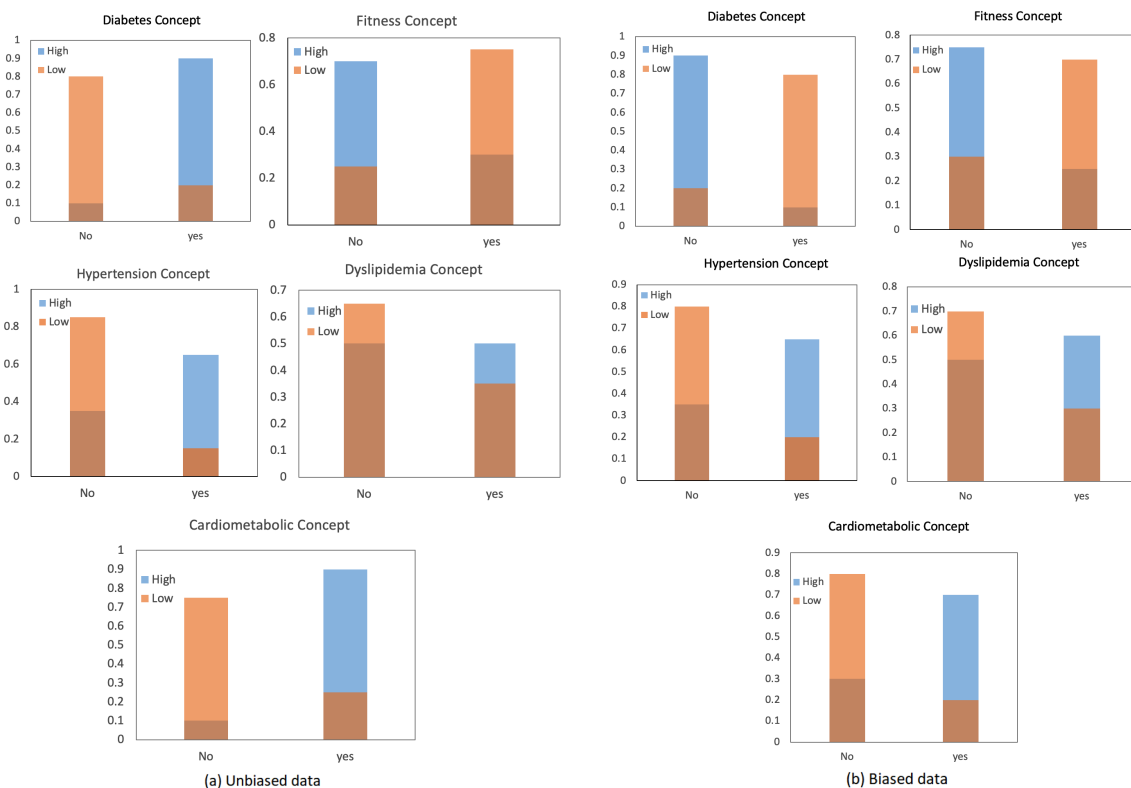 Diabetes Concept
1
0.9
0.8
0.7
0.6
0.5
0.4
0.3
0.2
0.1
0
High
Low
No yes
Fitness Concept
0.8
0.6
0.4
0.2
0
High
Low
No yes
Hypertension Concept
1
0.8
0.6
0.4
0.2
0
High
Low
No yes
Dyslipidemia Concept
0.7
0.6
0.5
0.4
0.3
0.2
0.1
0
High
Low
No yes
Cardiometabolic Concept
1
0.9
0.8
0.7
0.6
0.5
0.4
0.3
0.2
0.1
0
High
Low
No yes
(a) Unbiased data
Diabetes Concept
1
0.9
0.8
0.7
0.6
0.5
0.4
0.3
0.2
0.1
0
High
Low
No yes
Fitness Concept
0.8
0.7
0.6
0.5
0.4
0.3
0.2
0.1
0
High
Low
No yes
Hypertension Concept
0.9
0.8
0.7
0.6
0.5
0.4
0.3
0.2
0.1
0
High
Low
No yes
Dyslipidemia Concept
0.8
0.7
0.6
0.5
0.4
0.3
0.2
0.1
0
High
Low
No yes
Cardiometabolic Concept
0.9
0.8
0.7
0.6
0.5
0.4
0.3
0.2
0.1
0
High
Low
No yes
(b) Biased data